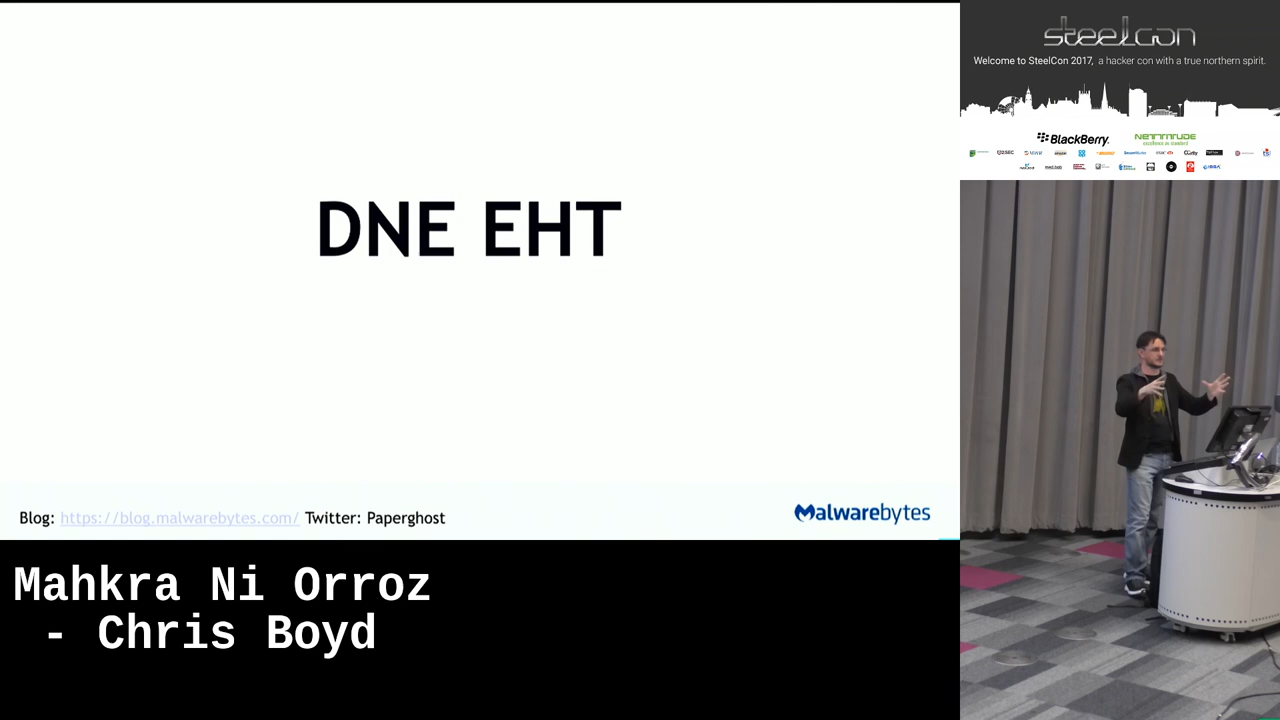 DNE EHT
Blog: https://blog.malwarebytes.com/ Twitter: Paperghost
Malwarebytes
Mahkra Ni Orroz
- Chris Boyd
steelcon
Welcome to SteelCon 2017, a hacker con with a true northern spirit.
BlackBerry.
NETTITUDE